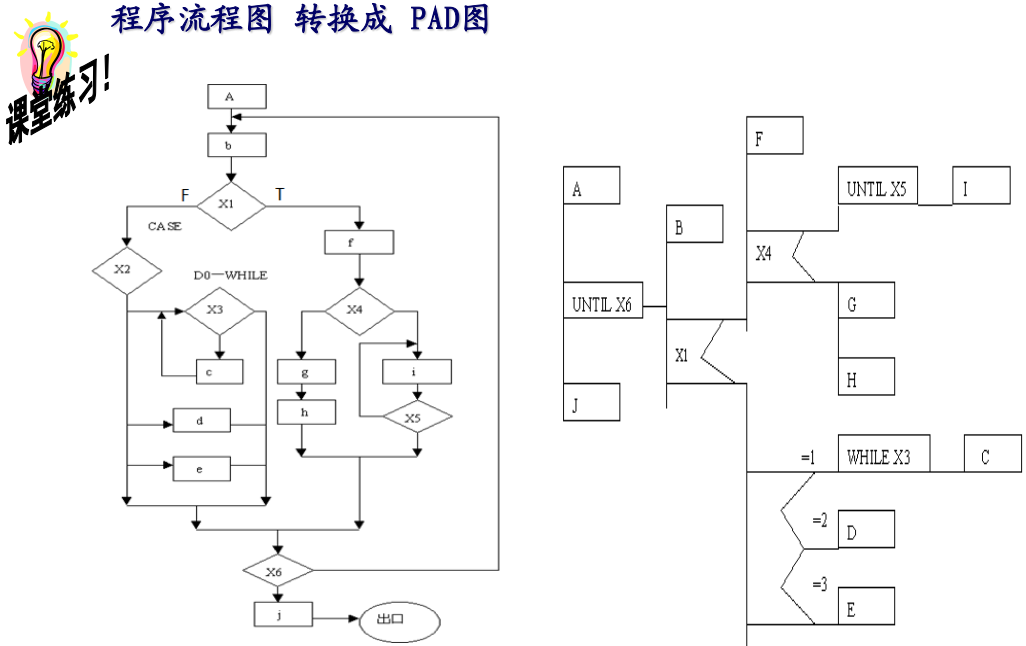 程序流程图 转换成 PAD图
课堂练习!
A
b
F
X1
T
CASE
f
X2
D0—WHILE
X3
X4
c
g
i
h
X5
d
e
X6
j
出口
F
A
UNTIL X5
I
B
X4
UNTIL X6
G
X1
H
J
=1
WHILE X3
C
=2
D
=3
E